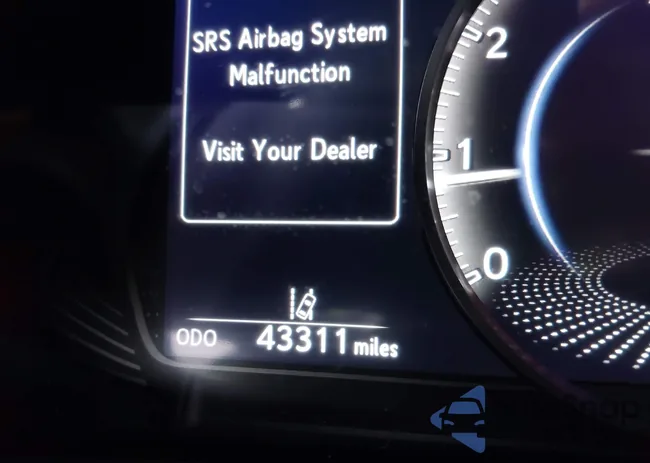 SRS Airbag System
Malfunction
Visit Your Dealer
2
1
0
ODO 43311 miles